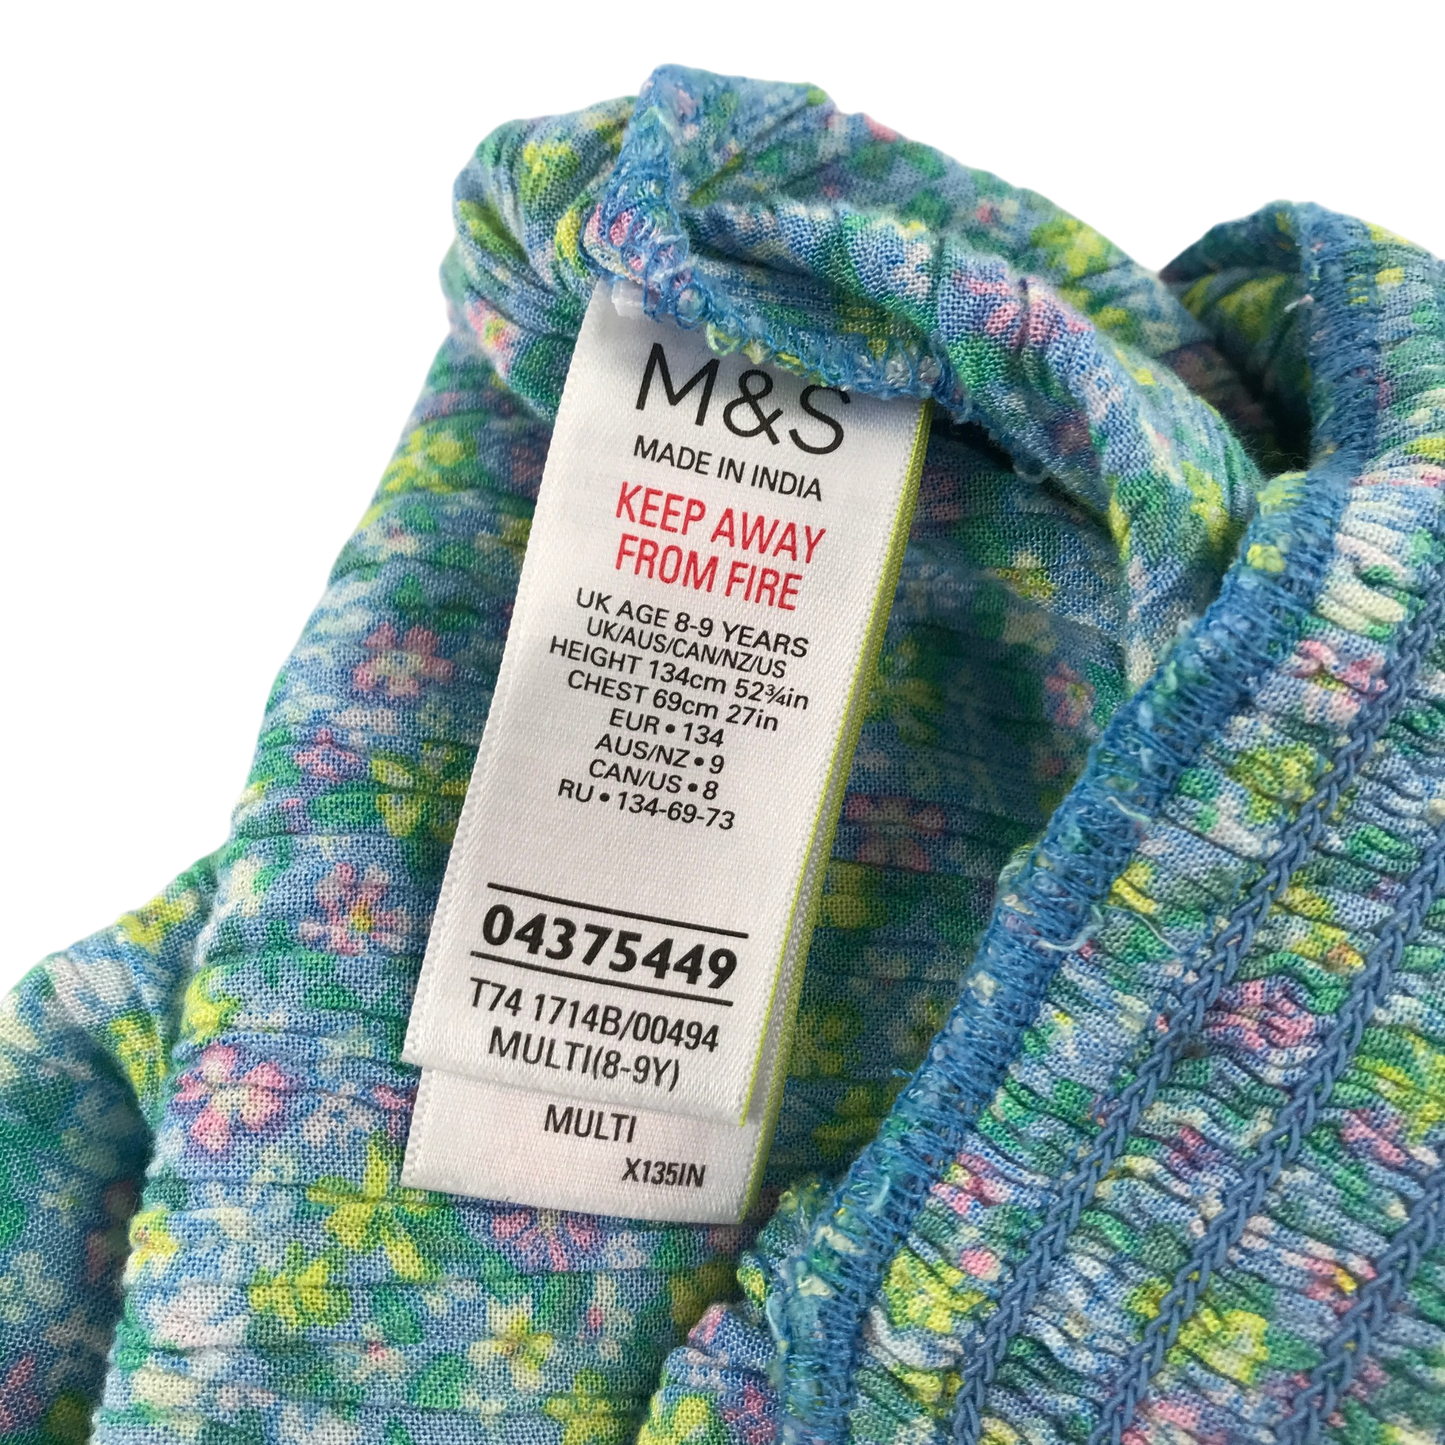 M&S
MADE IN INDIA
KEEP AWAY
FROM FIRE
UK AGE 8-9 YEARS
UK/AUS/CAN/NZ/US
HEIGHT 134cm 52¾in
CHEST 69cm 27in
EUR • 134
AUS/NZ • 9
CAN/US • 8
RU • 134-69-73
04375449
T74 1714B/00494
MULTI(8-9Y)
MULTI
X135IN